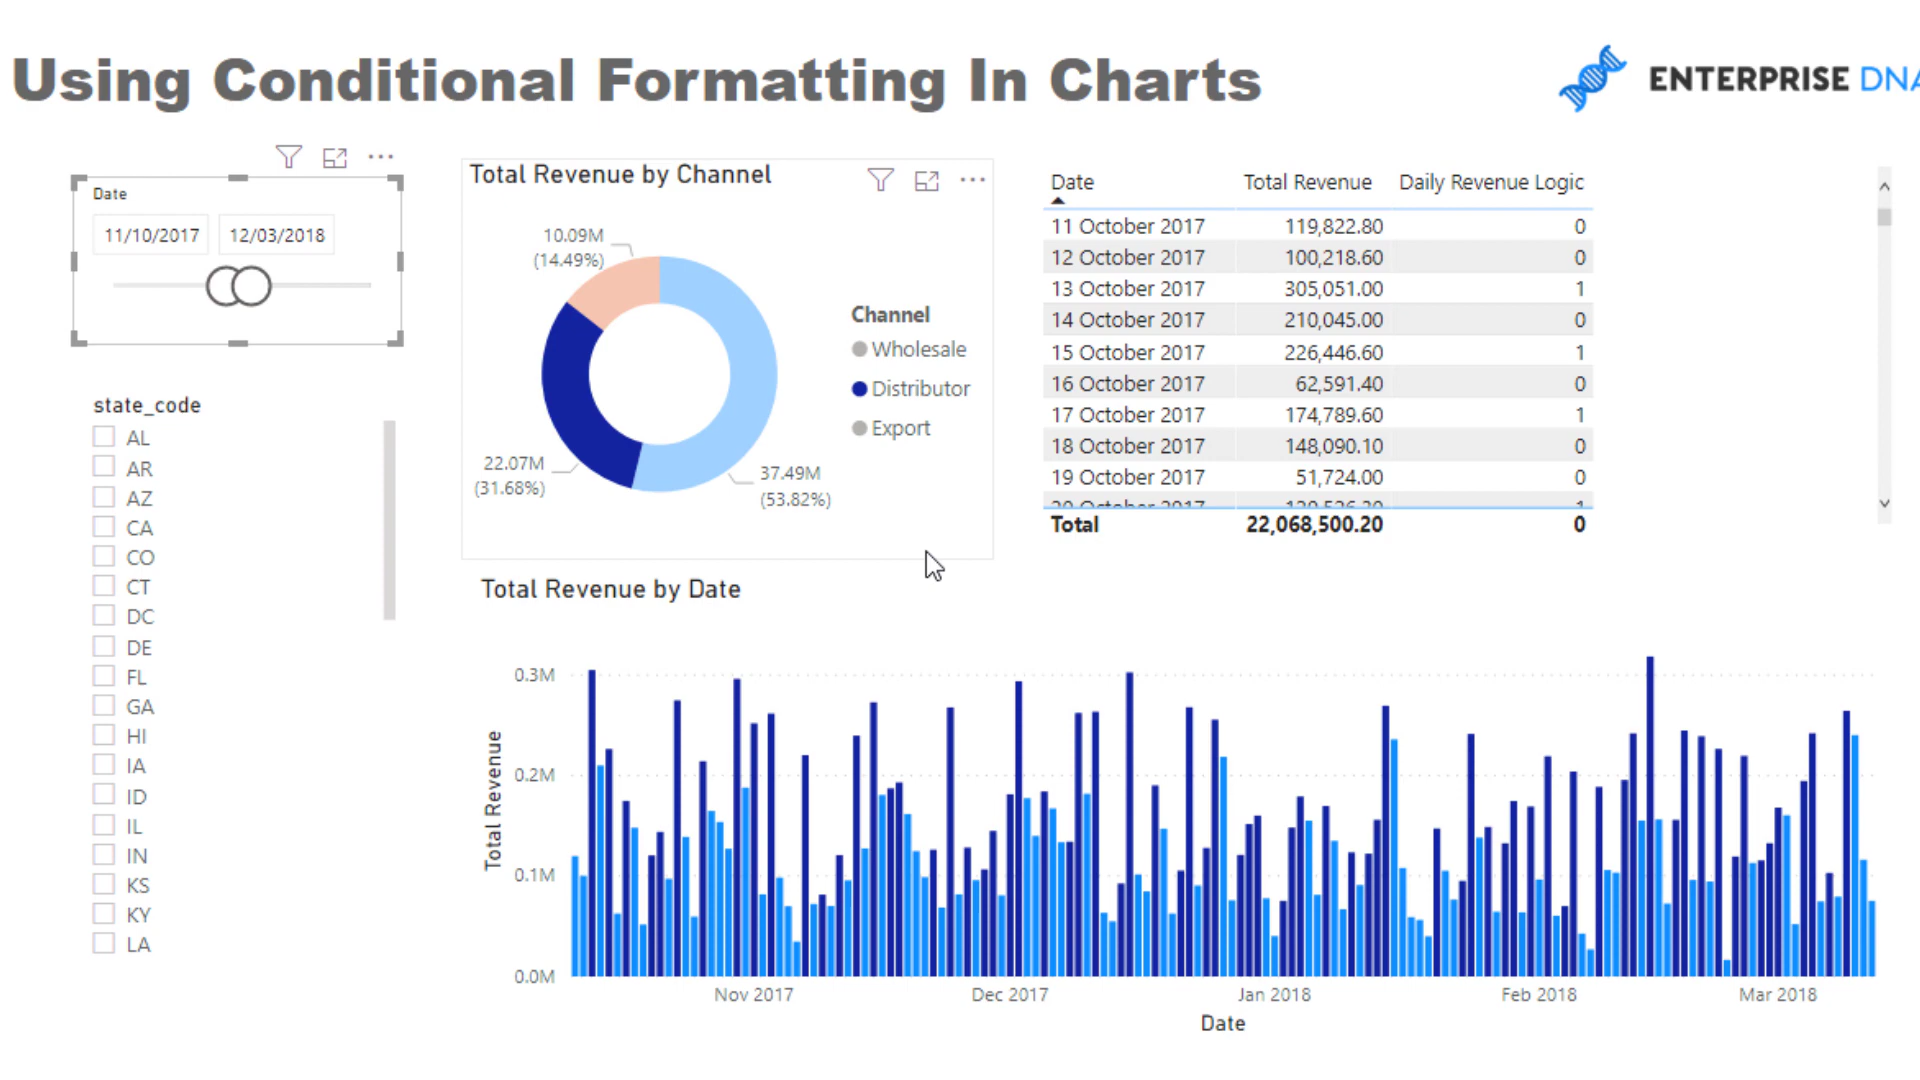 Using Conditional Formatting In Charts
ENTERPRISE DNA
Date
11/10/2017 12/03/2018
state_code
AL
AR
AZ
CA
CO
CT
DC
DE
FL
GA
HI
IA
ID
IL
IN
KS
KY
LA
Total Revenue by Channel
10.09M
(14.49%)
22.07M
(31.68%)
37.49M
(53.82%)
Channel
Wholesale
Distributor
Export
Date Total Revenue Daily Revenue Logic
11 October 2017 119,822.80 0
12 October 2017 100,218.60 0
13 October 2017 305,051.00 1
14 October 2017 210,045.00 0
15 October 2017 226,446.60 1
16 October 2017 62,591.40 0
17 October 2017 174,789.60 1
18 October 2017 148,090.10 0
19 October 2017 51,724.00 0
20 October 2017
Total 22,068,500.20 0
Total Revenue by Date
Total Revenue
0.3M
0.2M
0.1M
0.0M
Nov 2017 Dec 2017 Jan 2018 Feb 2018 Mar 2018
Date